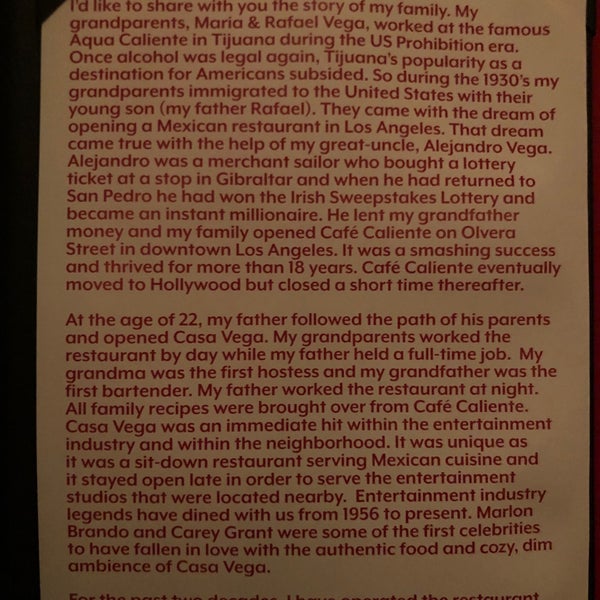 I'd like to share with you the story of my family. My
grandparents, Maria & Rafael Vega, worked at the famous
Aqua Caliente in Tijuana during the US Prohibition era.
Once alcohol was legal again, Tijuana's popularity as a
destination for Americans subsided. So during the 1930's my
grandparents immigrated to the United States with their
young son (my father Rafael). They came with the dream of
opening a Mexican restaurant in Los Angeles. That dream
came true with the help of my great-uncle, Alejandro Vega.
Alejandro was a merchant sailor who bought a lottery
ticket at a stop in Gibraltar and when he had returned to
San Pedro he had won the Irish Sweepstakes Lottery and
became an instant millionaire. He lent my grandfather
money and my family opened Café Caliente on Olvera
Street in downtown Los Angeles. It was a smashing success
and thrived for more than 18 years. Café Caliente eventually
moved to Hollywood but closed a short time thereafter.
At the age of 22, my father followed the path of his parents
and opened Casa Vega. My grandparents worked the
restaurant by day while my father held a full-time job. My
grandma was the first hostess and my grandfather was the
first bartender. My father worked the restaurant at night.
All family recipes were brought over from Café Caliente.
Casa Vega was an immediate hit within the entertainment
industry and within the neighborhood. It was unique as
it was a sit-down restaurant serving Mexican cuisine and
it stayed open late in order to serve the entertainment
studios that were located nearby. Entertainment industry
legends have dined with us from 1956 to present. Marlon
Brando and Carey Grant were some of the first celebrities
to have fallen in love with the authentic food and cozy, dim
ambience of Casa Vega.
For the past two decades, I have operated the restaurant